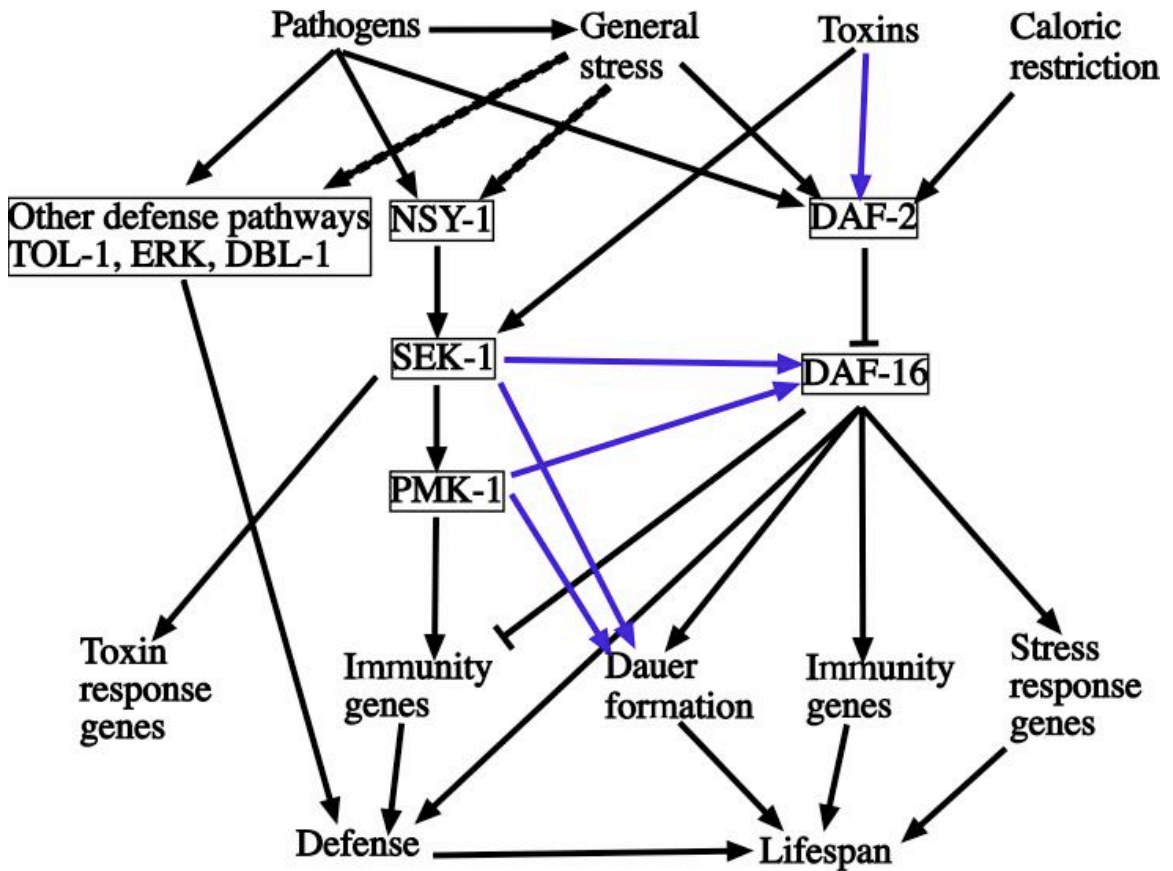 Pathogens
General
stress
Toxins
Caloric
restriction
Other defense pathways
TOL-1, ERK, DBL-1
NSY-1
DAF-2
SEK-1
DAF-16
PMK-1
Toxin
response
genes
Immunity
genes
Dauer
formation
Immunity
genes
Stress
response
genes
Defense
Lifespan